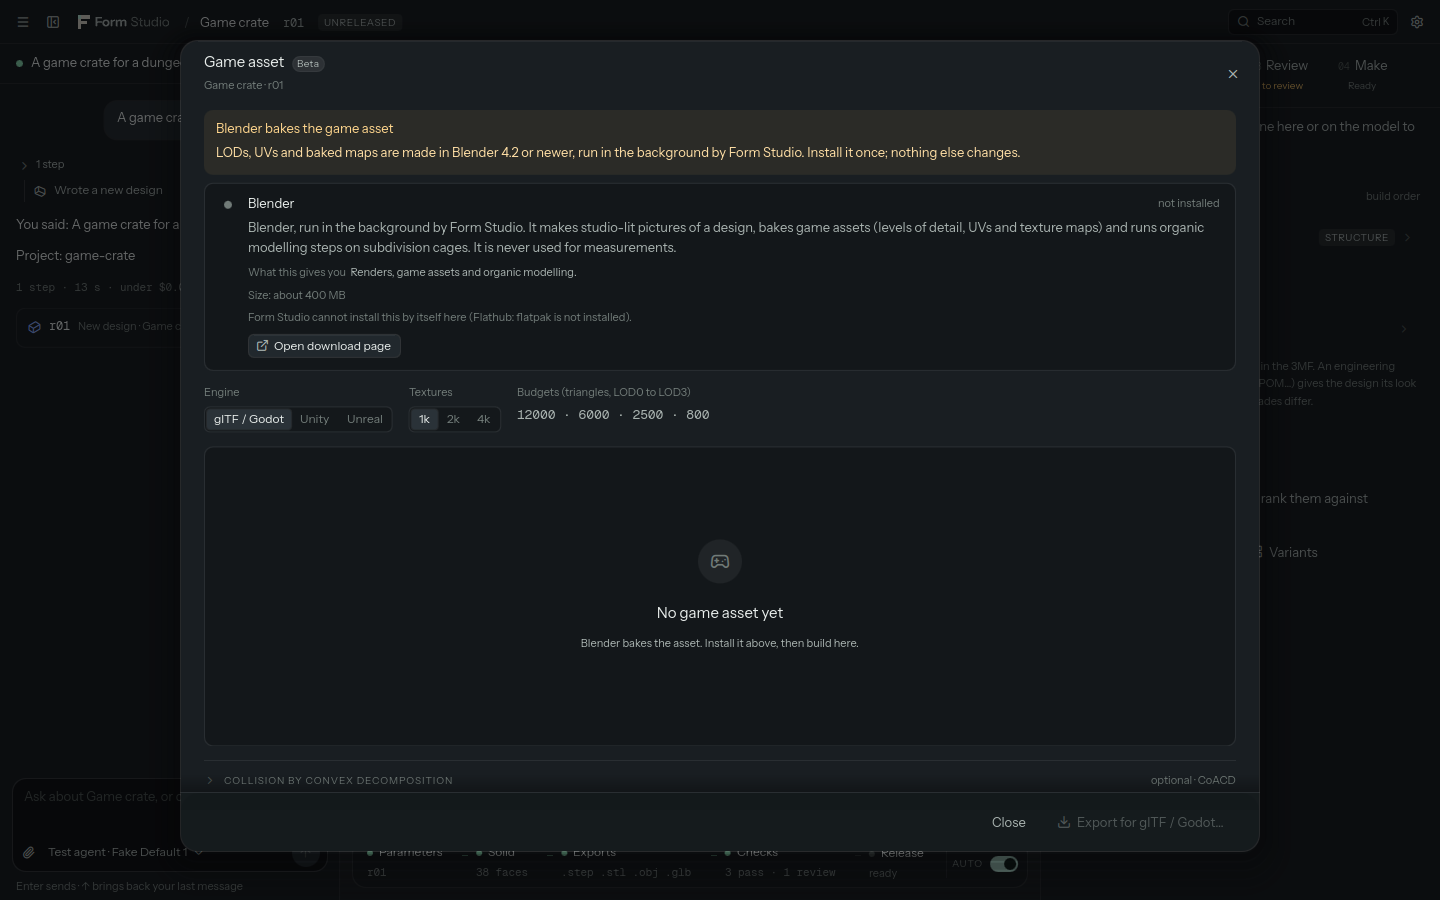 Form Studio / Game crate r01 UNRELEASED
Search Ctrl K
A game crate for a dunge
Game asset Beta
Game crate · r01
Review
to review
04 Make
Ready
A game cra
ne here or on the model to
Blender bakes the game asset
LODs, UVs and baked maps are made in Blender 4.2 or newer, run in the background by Form Studio. Install it once; nothing else changes.
1 step
Wrote a new design
build order
Blender
not installed
Blender, run in the background by Form Studio. It makes studio-lit pictures of a design, bakes game assets (levels of detail, UVs and texture maps) and runs organic
modelling steps on subdivision cages. It is never used for measurements.
You said: A game crate for a
STRUCTURE
Project: game-crate
What this gives you Renders, game assets and organic modelling.
1 step · 13 s · under $0.
Size: about 400 MB
Form Studio cannot install this by itself here (Flathub: flatpak is not installed).
r01 New design · Game c
Open download page
in the 3MF. An engineering
POM...) gives the design its look
ades differ.
Engine
Textures
Budgets (triangles, LOD0 to LOD3)
glTF / Godot Unity Unreal
1k 2k 4k
12000 · 6000 · 2500 · 800
rank them against
Variants
No game asset yet
Blender bakes the asset. Install it above, then build here.
COLLISION BY CONVEX DECOMPOSITION
optional · CoACD
Ask about Game crate, or
Close
Export for glTF / Godot...
Test agent · Fake Default 1
Parameters
Solid
Exports
Checks
Release
r01
38 faces
.step .stl .obj .glb
3 pass · 1 review
ready
AUTO
Enter sends · ↑ brings back your last message